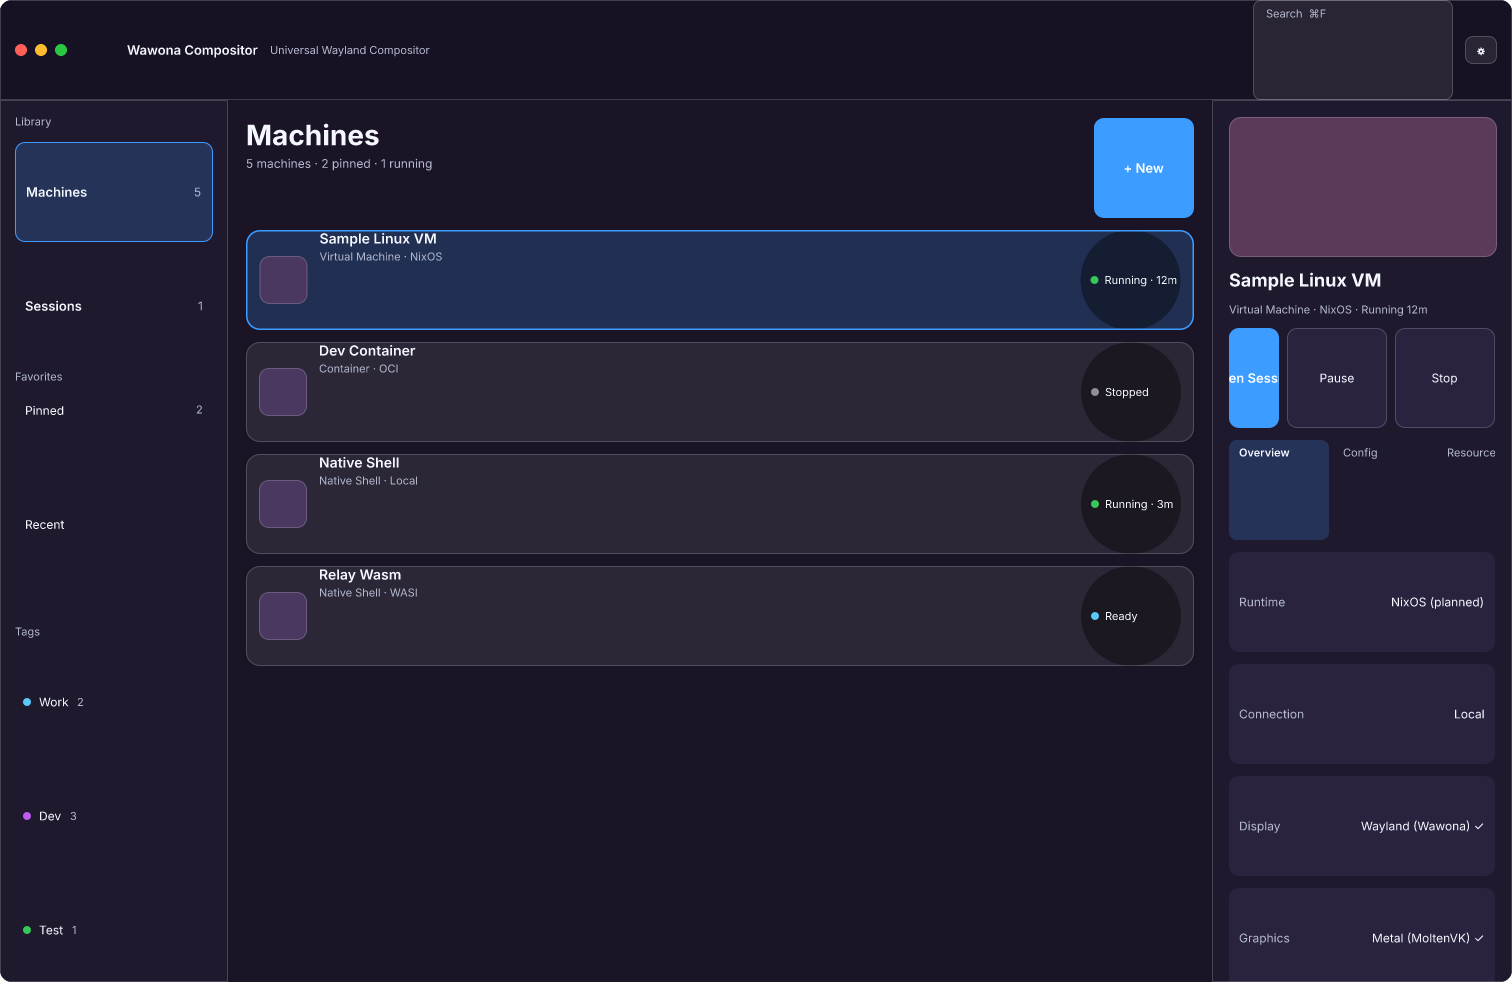 Wawona Compositor Universal Wayland Compositor
Search ⌘F
Library
Machines 5
Sessions 1
Favorites
Pinned 2
Recent
Tags
Work 2
Dev 3
Test 1
Machines
5 machines · 2 pinned · 1 running
+ New
Sample Linux VM
Virtual Machine · NixOS
Running · 12m
Dev Container
Container · OCI
Stopped
Native Shell
Native Shell · Local
Running · 3m
Relay Wasm
Native Shell · WASI
Ready
Sample Linux VM
Virtual Machine · NixOS · Running 12m
en Sess
Pause
Stop
Overview
Config
Resource
Runtime NixOS (planned)
Connection Local
Display Wayland (Wawona) ✓
Graphics Metal (MoltenVK) ✓